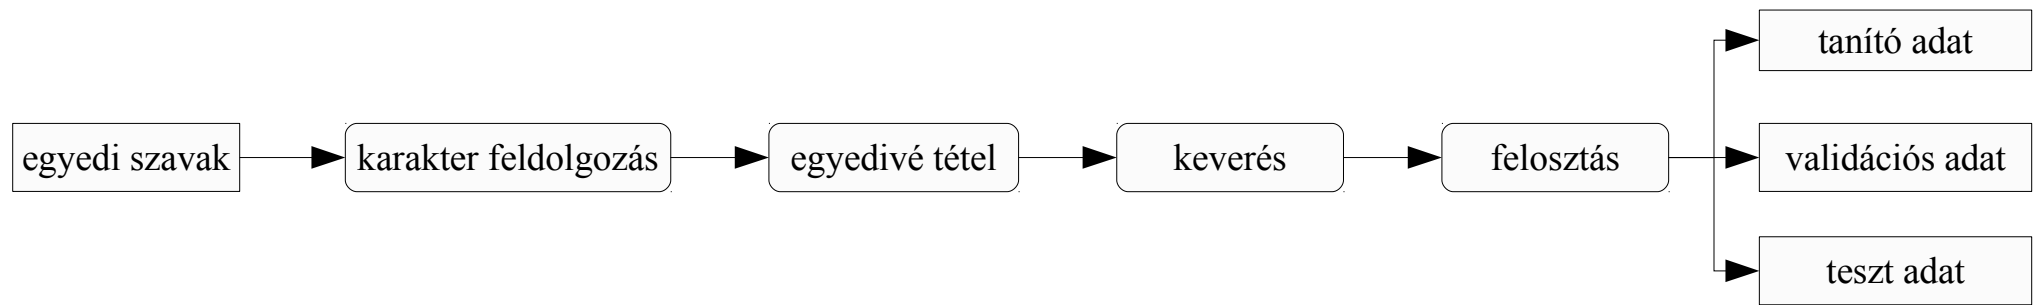 egyedi szavak
karakter feldolgozás
egyedivé tétel
keverés
felosztás
tanító adat
validációs adat
teszt adat